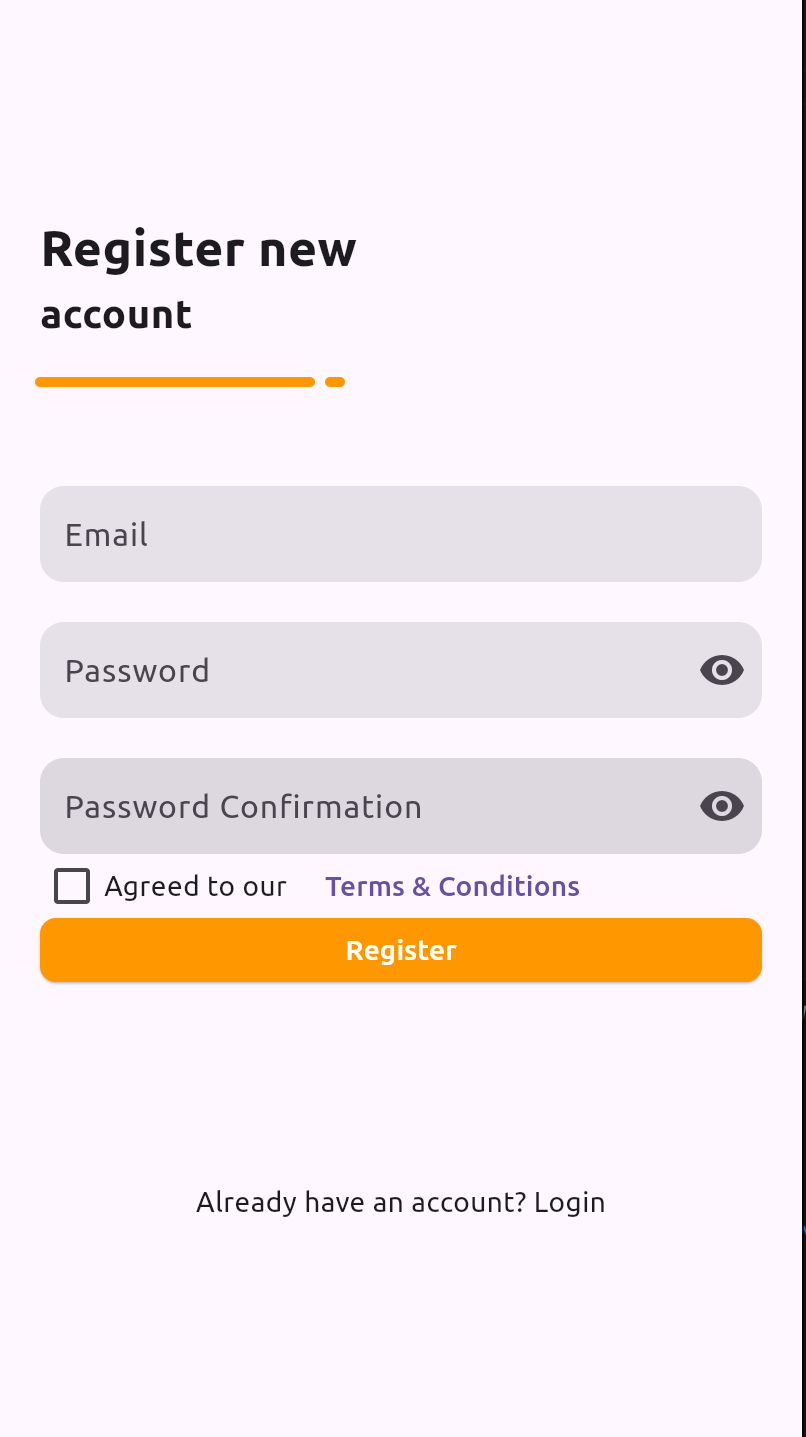 Register new
account
Email
Password
Password Confirmation
Agreed to our Terms & Conditions
Register
Already have an account? Login